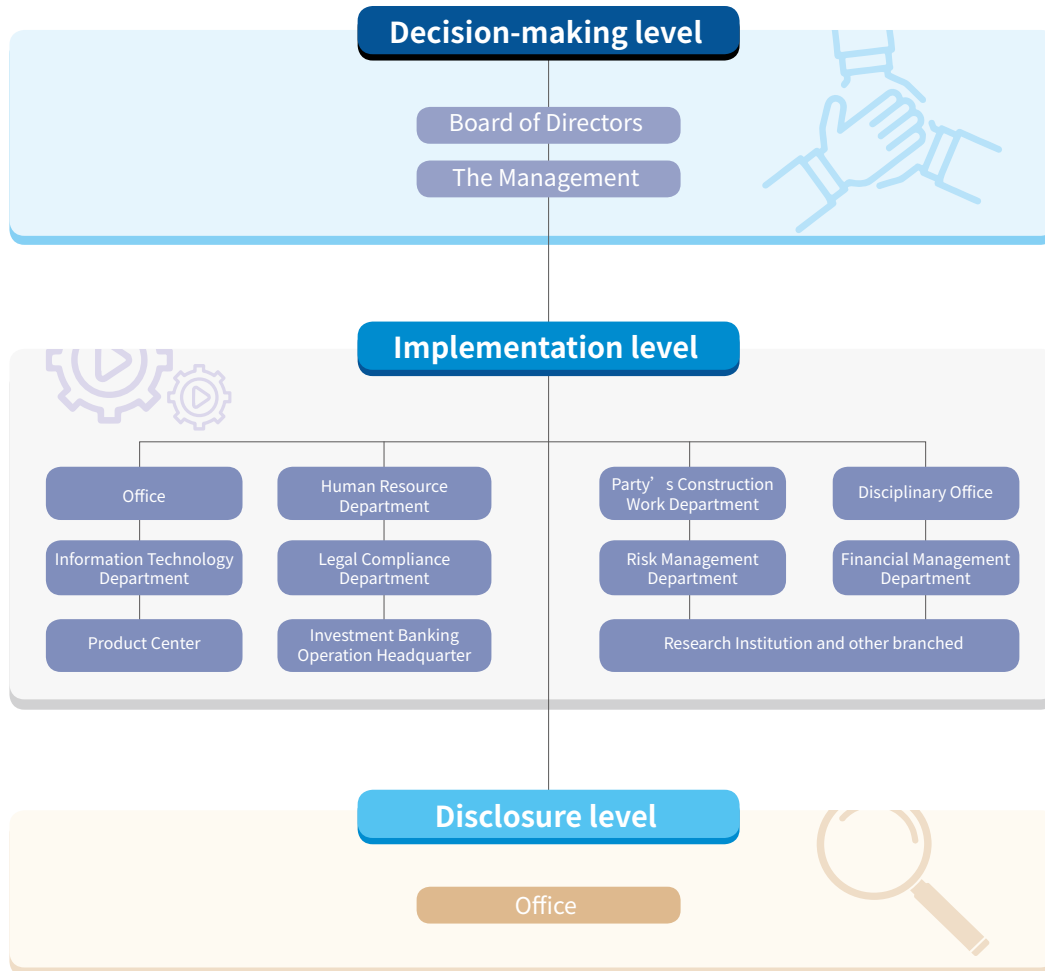 Decision-making level
Board of Directors
The Management
Implementation level
Office
Human Resource
Department
Party’s Construction
Work Department
Disciplinary Office
Information Technology
Department
Legal Compliance
Department
Risk Management
Department
Financial Management
Department
Product Center
Investment Banking
Operation Headquarter
Research Institution and other branched
Disclosure level
Office